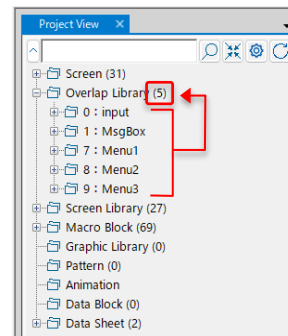 Project View
Screen (31)
Overlap Library (5)
0 : input
1 : MsgBox
7 : Menu1
8 : Menu2
9 : Menu3
Screen Library (27)
Macro Block (69)
Graphic Library (0)
Pattern (0)
Animation
Data Block (0)
Data Sheet (2)